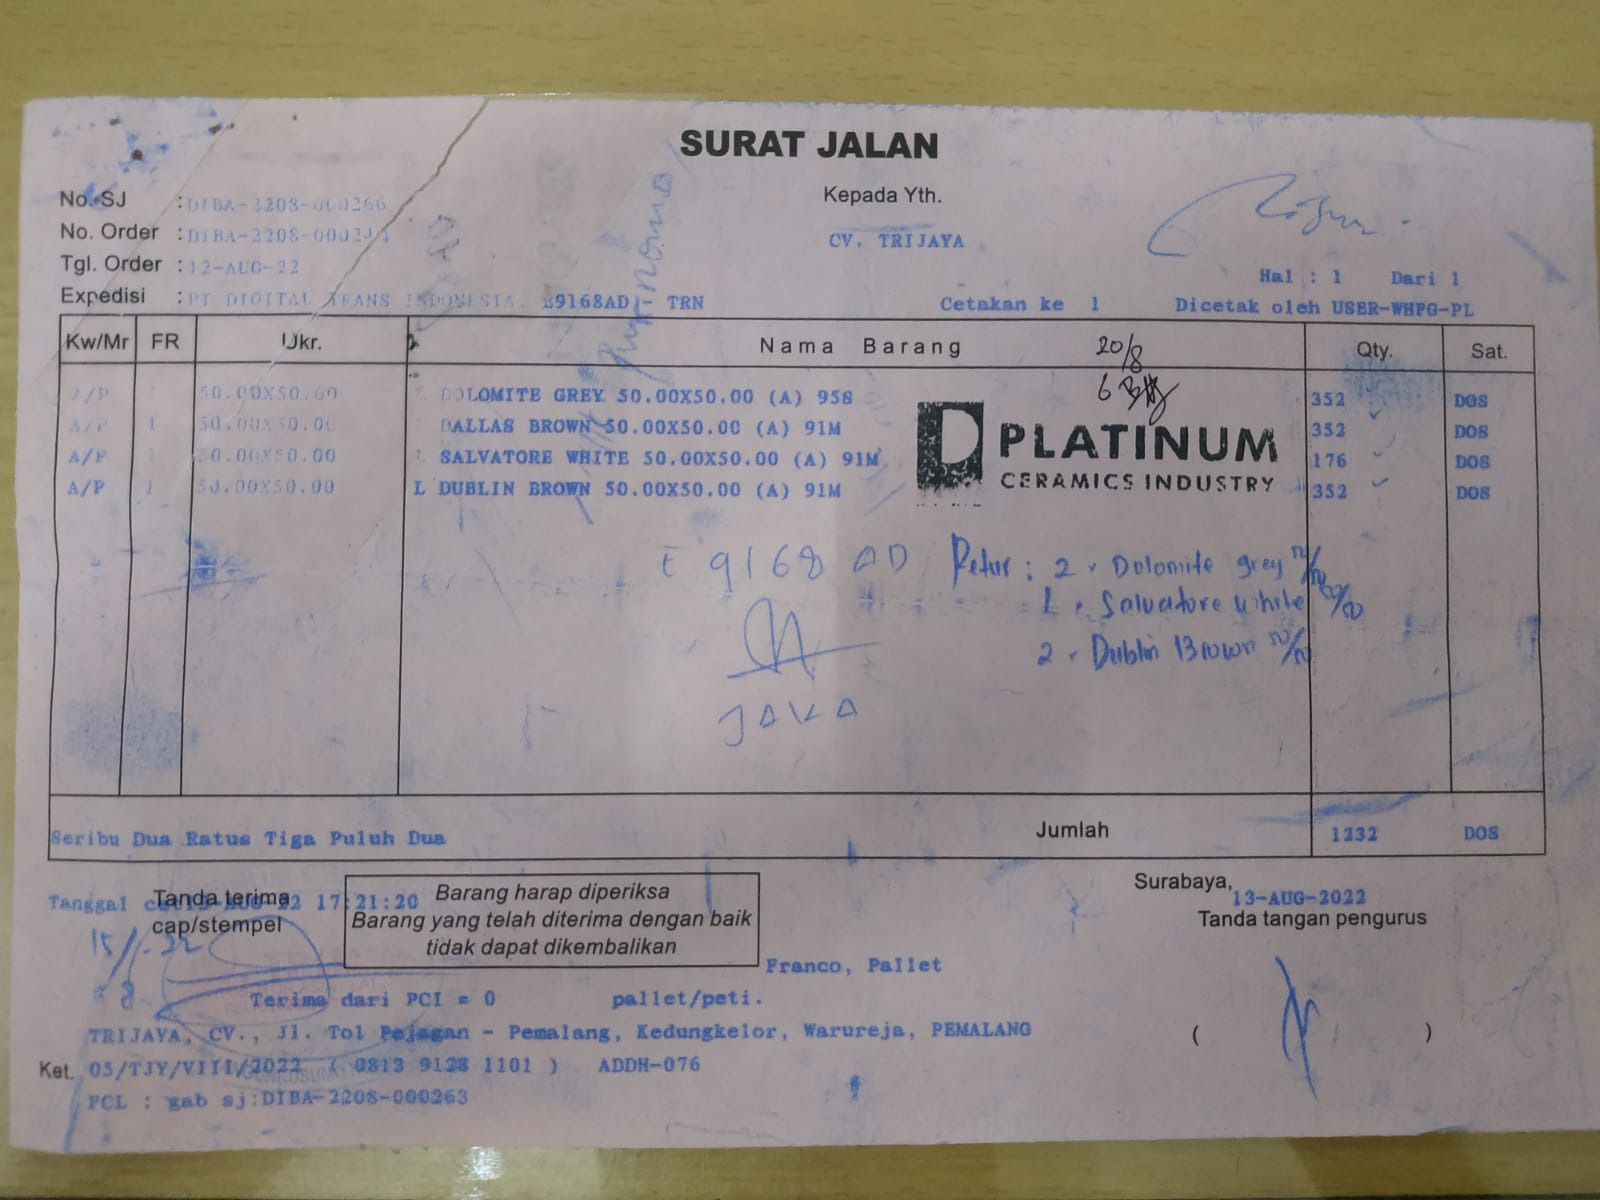 SURAT JALAN
No. SJ : DIBA-2208-000266
Kepada Yth.
No. Order : DIBA-2208-
CV. TRIJAYA
Tgl. Order : 12-AUG-22
Hal : 1 Dari 1
Expedisi : PT DIGITAL TRANS INDONESIA. 9168AD - TRN
Cetakan ke 1 Dicetak oleh USER-WHPG-PL
Kw/Mr FR Ukr. Nama Barang Qty. Sat.
20/8
6
A/P 50.00X50.00 DOLOMITE GREY 50.00X50.00 (A) 958 352 DOS
A/P 1 50.00X50.00 DALLAS BROWN 50.00X50.00 (A) 91M 352 DOS
A/P 1 50.00X50.00 L SALVATORE WHITE 50.00X50.00 (A) 91M 176 DOS
A/P 1 50.00X50.00 L DUBLIN BROWN 50.00X50.00 (A) 91M 352 DOS
PLATINUM
CERAMICS INDUSTRY
9168 AD
Retur : 2 . Dolomite grey
1 . Salvatore white
2 . Dublin Brown
JAKA
Purnomo
Seribu Dua Ratus Tiga Puluh Dua
Jumlah 1232 DOS
Tanggal 17:21:20
Tanda terima
cap/stempel
15/8-22
Barang harap diperiksa
Barang yang telah diterima dengan baik
tidak dapat dikembalikan
Surabaya, 13-AUG-2022
Tanda tangan pengurus
Franco, Pallet
Terima dari PCI = 0 pallet/peti.
TRIJAYA, CV., Jl. Tol Pejagan - Pemalang, Kedungkelor, Warureja, PEMALANG
( )
Ket. 05/TJY/VIII/2022 ( 0813 9128 1101 ) ADDH-076
PCL : gab sj:DIBA-2208-000263